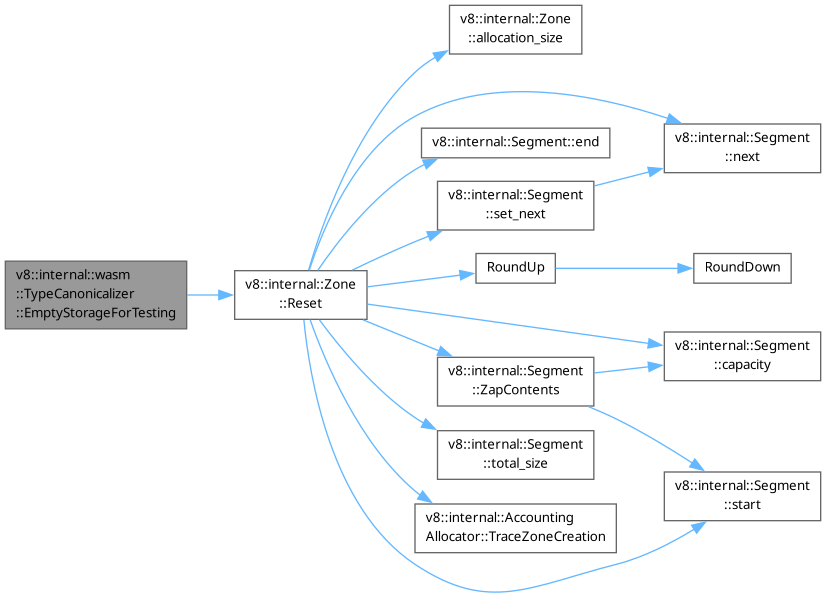 v8::internal::wasm
::TypeCanonicalizer
::EmptyStorageForTesting
v8::internal::Zone
::Reset
v8::internal::Zone
::allocation_size
v8::internal::Segment::end
v8::internal::Segment
::set_next
RoundUp
v8::internal::Segment
::ZapContents
v8::internal::Segment
::total_size
v8::internal::Accounting
Allocator::TraceZoneCreation
v8::internal::Segment
::next
RoundDown
v8::internal::Segment
::capacity
v8::internal::Segment
::start